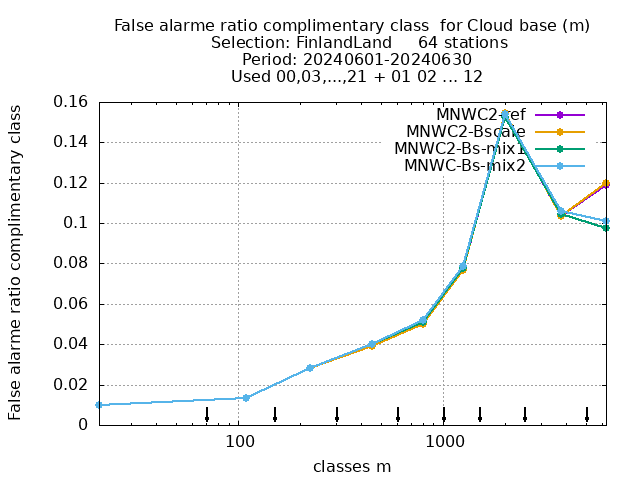 False alarme ratio complimentary class  for Cloud base (m)
Selection: FinlandLand     64 stations
Period: 20240601-20240630
Used 00,03,...,21 + 01 02 ... 12
False alarme ratio complimentary class
0.16
0.14
0.12
0.1
0.08
0.06
0.04
0.02
0
MNWC2-ref
MNWC2-Bscale
MNWC2-Bs-mix1
MNWC-Bs-mix2
100
1000
classes m